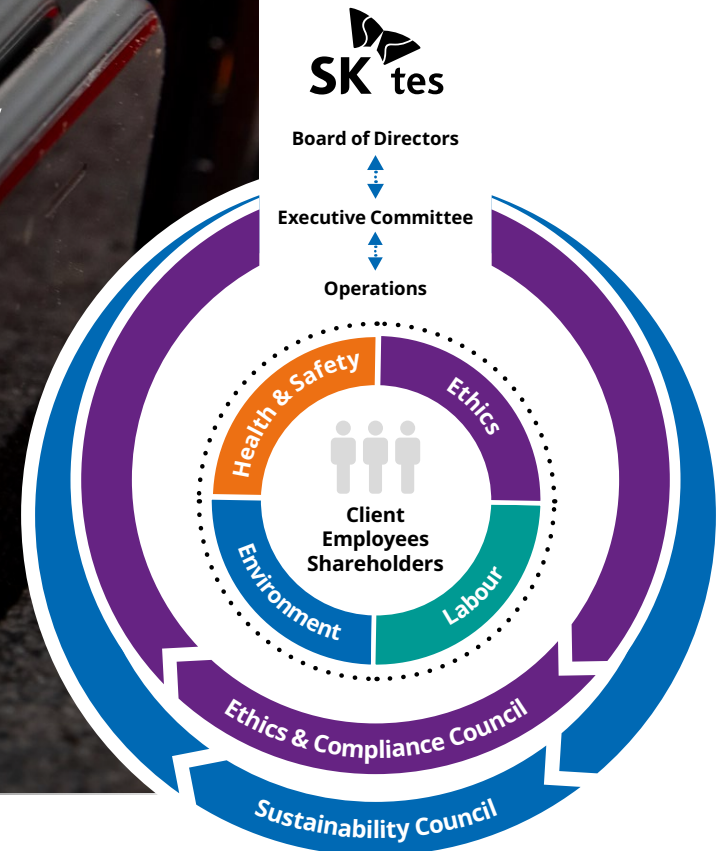 SK tes
Board of Directors
Executive Committee
Operations
Health & Safety
Ethics
Client
Employees
Shareholders
Environment
Labour
Ethics & Compliance Council
Sustainability Council